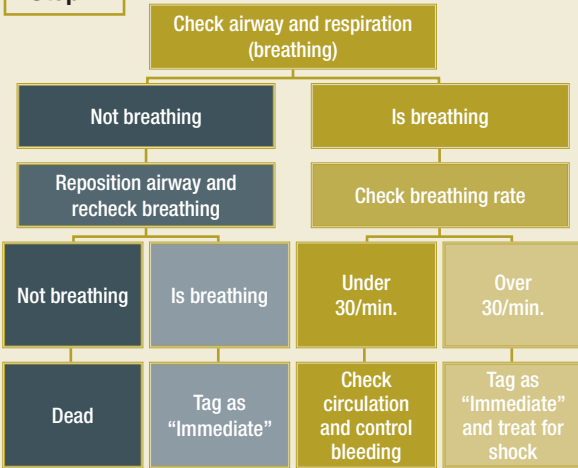 Check airway and respiration
(breathing)
Not breathing
Is breathing
Reposition airway and
recheck breathing
Check breathing rate
Not breathing
Is breathing
Under
30/min.
Over
30/min.
Dead
Tag as
“Immediate”
Check
circulation
and control
bleeding
Tag as
“Immediate”
and treat for
shock